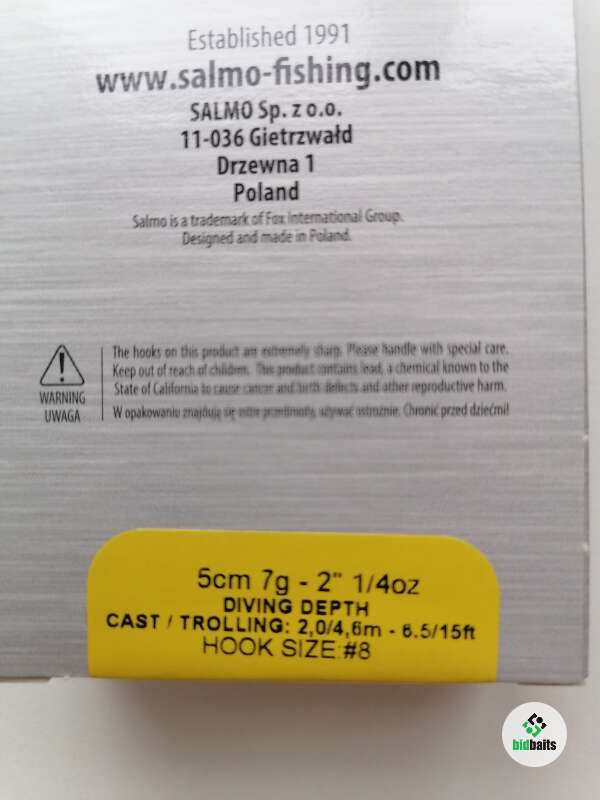 Established 1991
www.salmo-fishing.com
SALMO Sp. z o.o.
11-036 Gietrzwałd
Drzewna 1
Poland
Salmo is a trademark of Fox International Group.
Designed and made in Poland.
The hooks on this product are extremely sharp. Please handle with special care.
Keep out of reach of children. This product contains lead, a chemical known to the
State of California to cause cancer and birth defects and other reproductive harm.
WARNING
UWAGA
W opakowaniu znajdują się ostre przedmioty, używać ostrożnie. Chronić przed dziećmi!
5cm 7g - 2" 1/4oz
DIVING DEPTH
CAST / TROLLING: 2,0/4,6m - 6.5/15ft
HOOK SIZE:#8
bidbaits